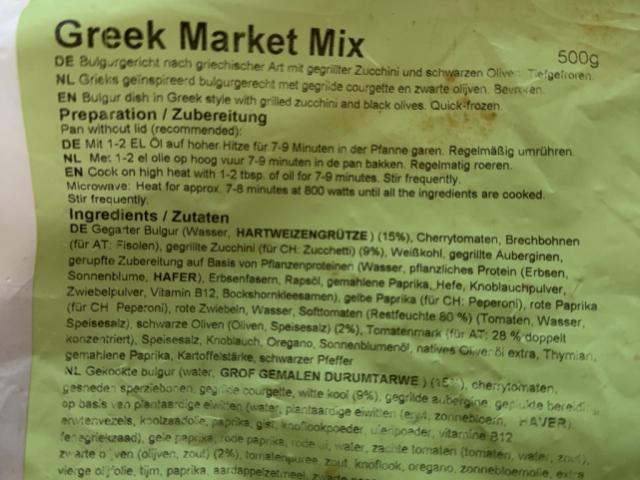 Greek Market Mix
500g
DE Bulgurgericht nach griechischer Art mit gegrillter Zucchini und schwarzen Oliven. Tiefgefroren.
NL Grieks geïnspireerd bulgurgerecht met gegrilde courgette en zwarte olijven. Bevroren.
EN Bulgur dish in Greek style with grilled zucchini and black olives. Quick-frozen.
Preparation / Zubereitung
Pan without lid (recommended):
DE Mit 1-2 EL Öl auf hoher Hitze für 7-9 Minuten in der Pfanne garen. Regelmäßig umrühren.
NL Met 1-2 el olie op hoog vuur 7-9 minuten in de pan bakken. Regelmatig roeren.
EN Cook on high heat with 1-2 tbsp. of oil for 7-9 minutes. Stir frequently.
Microwave: Heat for approx. 7-8 minutes at 800 watts until all the ingredients are cooked.
Stir frequently.
Ingredients / Zutaten
DE Gegarter Bulgur (Wasser, HARTWEIZENGRÜTZE ) (15%), Cherrytomaten, Brechbohnen
(für AT: Fisolen), gegrillte Zucchini (für CH: Zucchetti) (9%), Weißkohl, gegrillte Auberginen,
gerupfte Zubereitung auf Basis von Pflanzenproteinen (Wasser, pflanzliches Protein (Erbsen,
Sonnenblume, HAFER), Erbsenfasern, Rapsöl, gemahlene Paprika, Hefe, Knoblauchpulver,
Zwiebelpulver, Vitamin B12, Bockshornkleesamen), gelbe Paprika (für CH: Peperoni), rote Paprika
(für CH Peperoni), rote Zwiebeln, Wasser, Softtomaten (Restfeuchte 80 %) (Tomaten, Wasser,
Speisesalz), schwarze Oliven (Oliven, Speisesalz) (2%), Tomatenmark (für AT: 28 % doppelt
konzentriert), Speisesalz, Knoblauch, Oregano, Sonnenblumenöl, natives Olivenöl extra, Thymian,
gemahlene Paprika, Kartoffelstärke, schwarzer Pfeffer
NL Gekookte bulgur (water, GROF GEMALEN DURUMTARWE ) (15%), cherrytomaten,
gesneden sperziebonen, gegrilde courgette, witte kool (9%), gegrilde aubergine, geplukte
op basis van plantaardige eiwitten (water, plantaardige eiwitten (erwt, zonnebloem, HAVER),
erwtenvezels, koolzaadolie, paprika, gist, knoflookpoeder, uienpoeder, vitamine B12
fenegriekzaad), gele paprika, rode paprika, rode ui, water, zachte tomaten (tomaten, water, zout),
zwarte olijven (olijven, zout) (2%), tomatenpuree, zout, knoflook, oregano, zonnebloemolie, extra
vierge olijfolie, tijm, paprika, aardappelzetmeel,